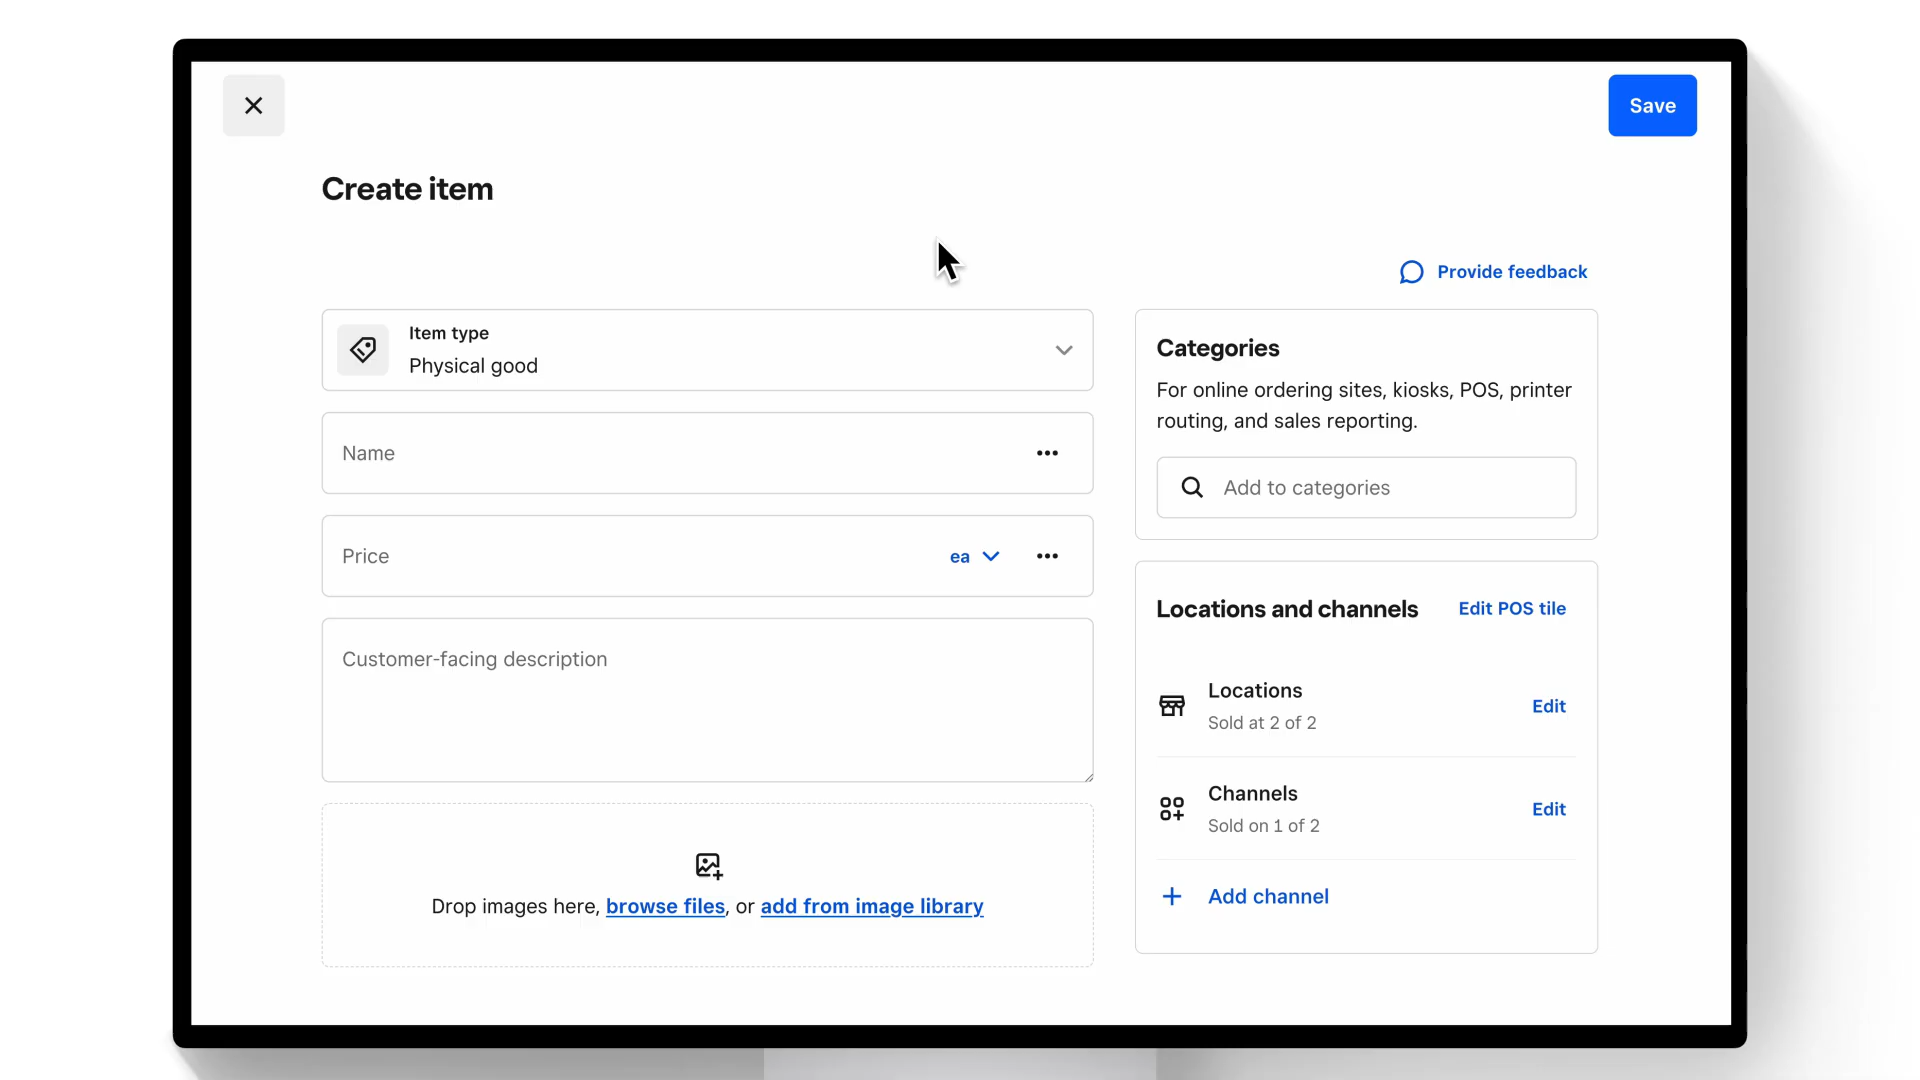 Save
Create item
Provide feedback
Item type
Physical good
Name
Price
ea
Customer-facing description
Drop images here, browse files, or add from image library
Categories
For online ordering sites, kiosks, POS, printer
routing, and sales reporting.
Add to categories
Locations and channels
Edit POS tile
Locations
Sold at 2 of 2
Edit
Channels
Sold on 1 of 2
Edit
Add channel